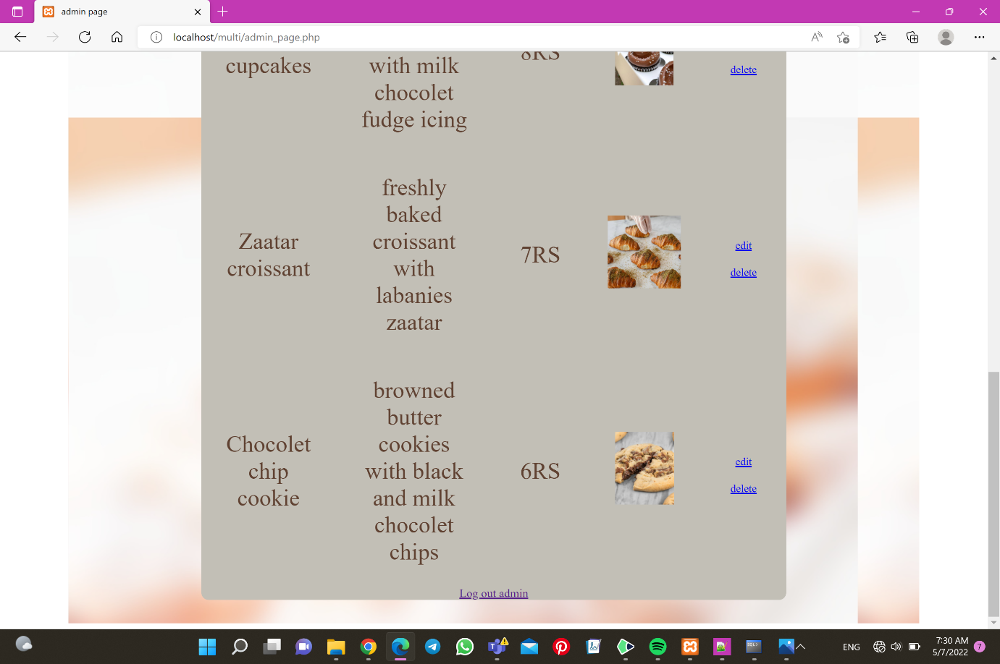 admin page
localhost/multi/admin_page.php
cupcakes
with milk
chocolet
fudge icing
8RS
delete
Zaatar
croissant
freshly
baked
croissant
with
labanies
zaatar
7RS
edit
delete
Chocolet
chip
cookie
browned
butter
cookies
with black
and milk
chocolet
chips
6RS
edit
delete
Log out admin
ENG
7:30 AM
5/7/2022
7